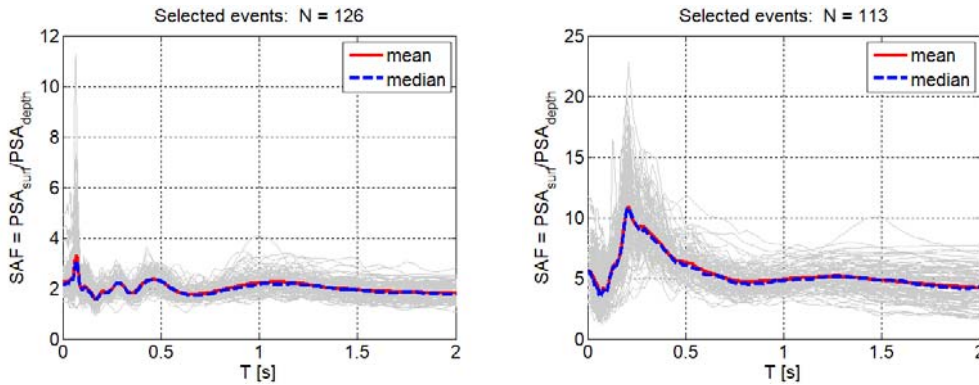 Selected events: N = 126
12
10
8
6
4
2
0
SAF = PSAsurf/PSAdepth
mean
median
0
0.5
1
1.5
2
T [s]
Selected events: N = 113
25
20
15
10
5
0
SAF = PSAsurf/PSAdepth
mean
median
0
0.5
1
1.5
2
T [s]